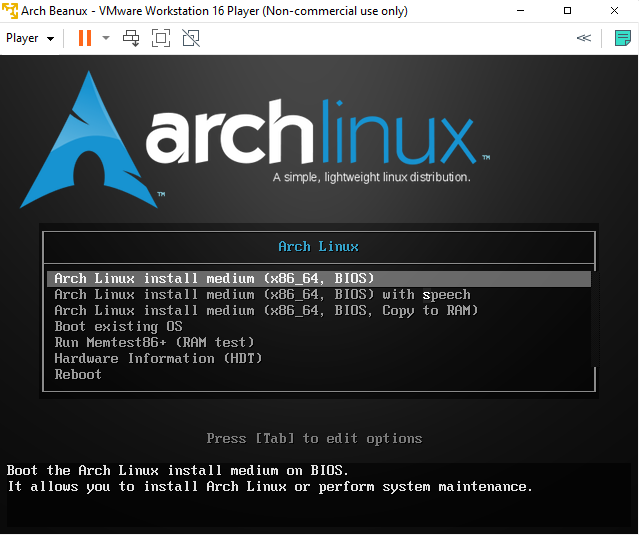 Arch Beanux - VMware Workstation 16 Player (Non-commercial use only)
Player
archlinux™
A simple, lightweight linux distribution.
™
Arch Linux
Arch Linux install medium (x86_64, BIOS)
Arch Linux install medium (x86_64, BIOS) with speech
Arch Linux install medium (x86_64, BIOS, Copy to RAM)
Boot existing OS
Run Memtest86+ (RAM test)
Hardware Information (HDT)
Reboot
Press [Tab] to edit options
Boot the Arch Linux install medium on BIOS.
It allows you to install Arch Linux or perform system maintenance.